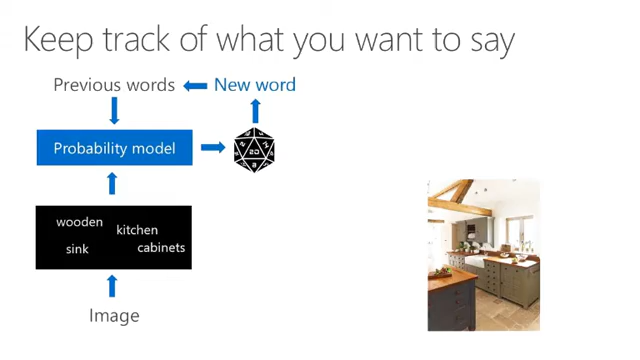 Keep track of what you want to say
Previous words
New word
Probability model
20
wooden
kitchen
sink
cabinets
Image